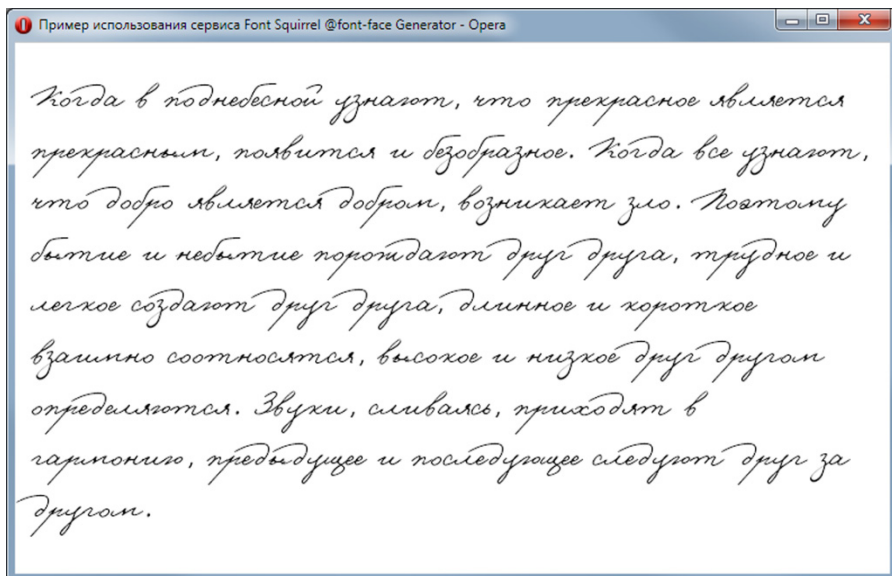 Пример использования сервиса Font Squirrel @font-face Generator - Opera
Когда в поднебесной узнают, что прекрасное является
прекрасным, появится и безобразное. Когда все узнают,
что добро является добром, возникает зло. Поэтому
бытие и небытие порождают друг друга, трудное и
легкое создают друг друга, длинное и короткое
взаимно соотносятся, высокое и низкое друг другом
определяются. Звуки, сливаясь, приходят в
гармонию, предыдущее и последующее следуют друг за
другом.